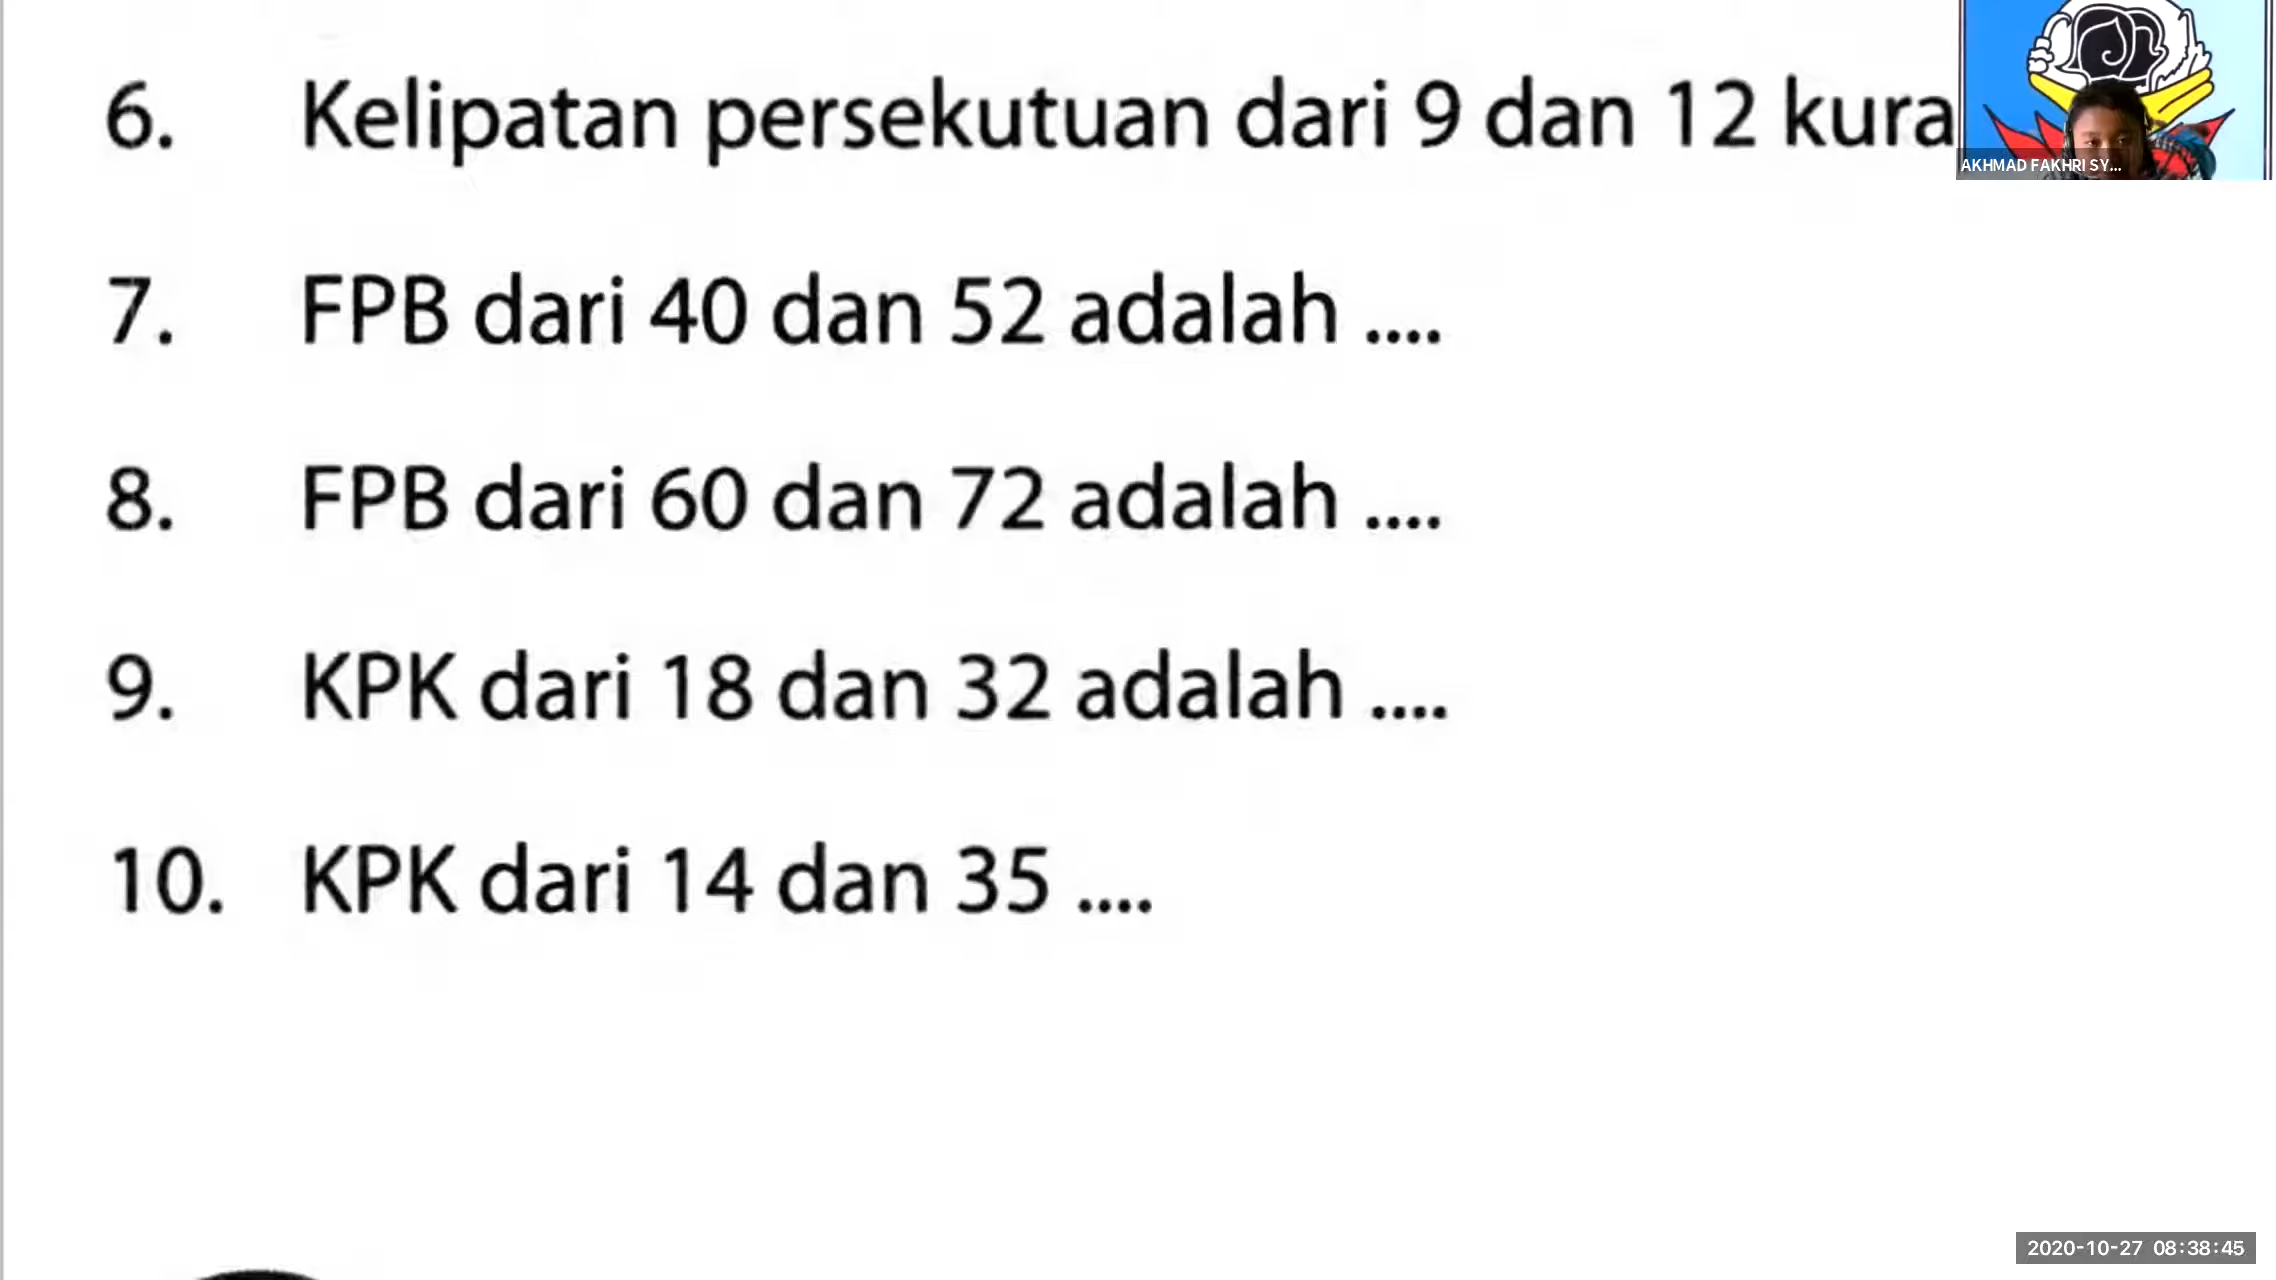 6. Kelipatan persekutuan dari 9 dan 12 kura
AKHMAD FAKHRI SY...
7. FPB dari 40 dan 52 adalah ....
8. FPB dari 60 dan 72 adalah ....
9. KPK dari 18 dan 32 adalah ....
10. KPK dari 14 dan 35 ....
2020-10-27 08:38:45